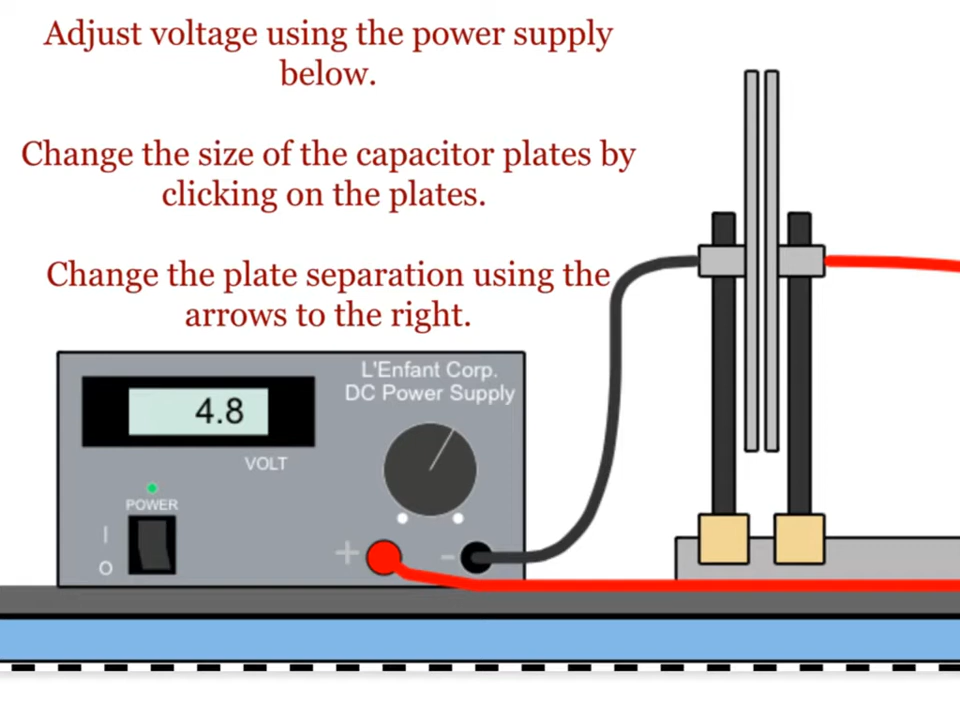 Adjust voltage using the power supply
below.
Change the size of the capacitor plates by
clicking on the plates.
Change the plate separation using the
arrows to the right.
L'Enfant Corp.
DC Power Supply
4.8
VOLT
POWER
I
O
+
-